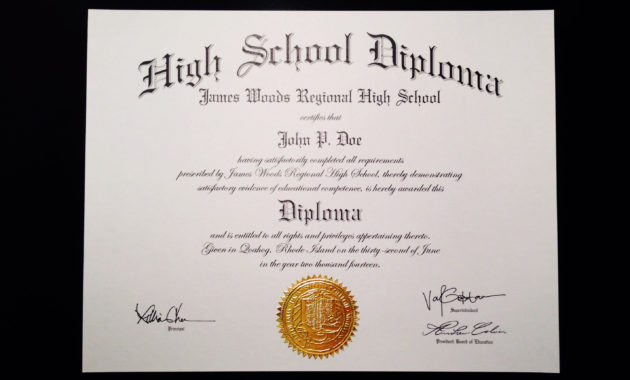 High School Diploma
James Woods Regional High School
certifies that
John P. Doe
having satisfactorily completed all requirements
prescribed by James Woods Regional High School, thereby demonstrating
satisfactory evidence of educational competence, is hereby awarded this
Diploma
and is entitled to all rights and privileges appertaining thereto.
Given in Qoahog, Rhode Island on the thirty-second of June
in the year two thousand fourteen.
Principal
Superintendent
President Board of Education